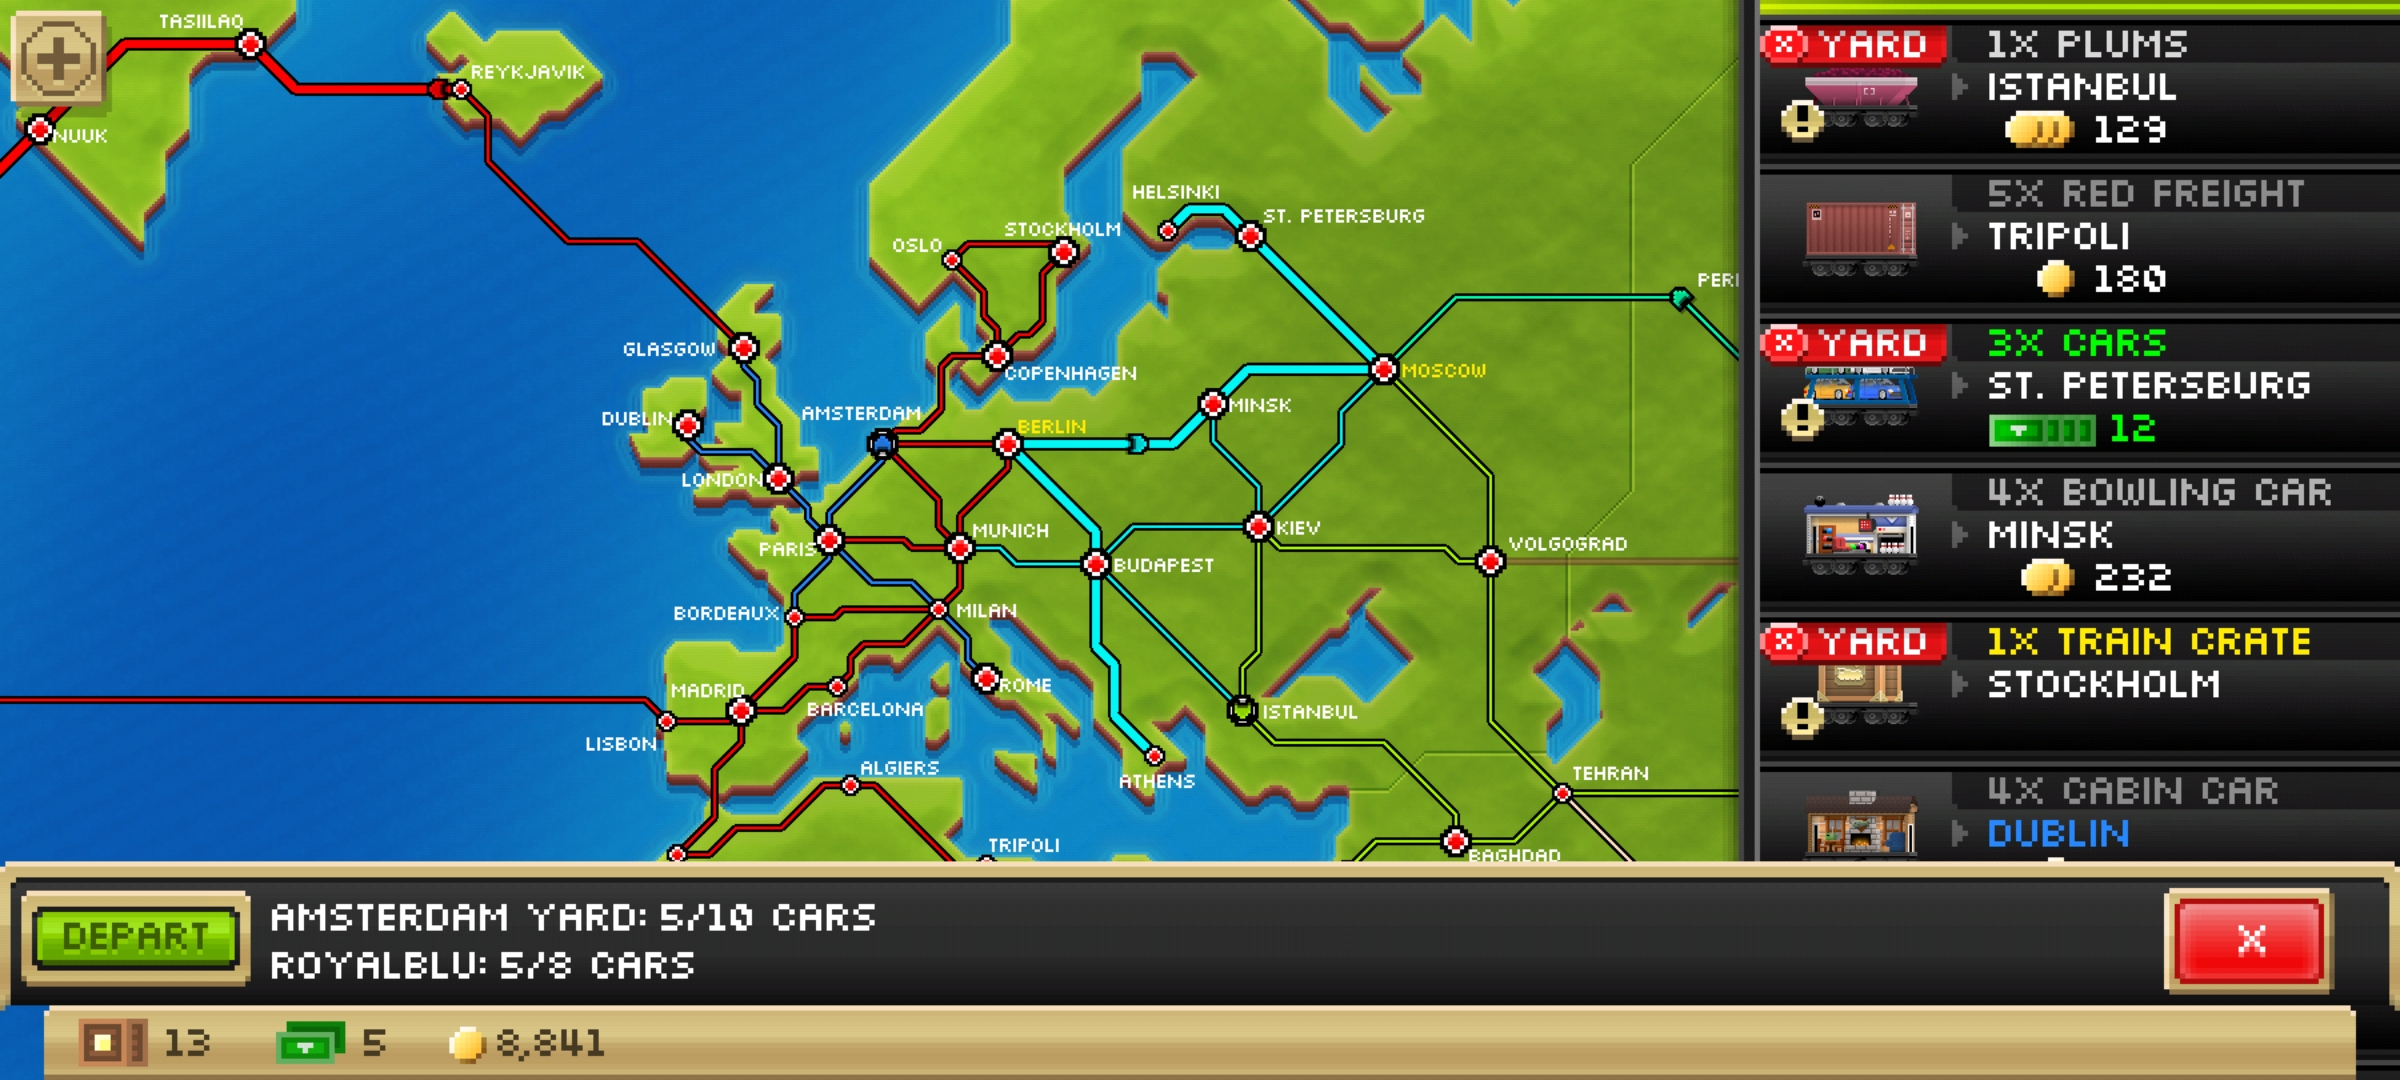 TASIILAQ
REYKJAVIK
NUUK
HELSINKI
ST. PETERSBURG
STOCKHOLM
OSLO
GLASGOW
COPENHAGEN
MOSCOW
DUBLIN
AMSTERDAM
BERLIN
MINSK
LONDON
PARIS
MUNICH
KIEV
BUDAPEST
VOLGOGRAD
BORDEAUX
MILAN
MADRID
ROME
BARCELONA
LISBON
ISTANBUL
ATHENS
ALGIERS
TRIPOLI
TEHRAN
BAGHDAD
PER
YARD
1X PLUMS
ISTANBUL
129
5X RED FREIGHT
TRIPOLI
180
YARD
3X CARS
ST. PETERSBURG
12
4X BOWLING CAR
MINSK
232
YARD
1X TRAIN CRATE
STOCKHOLM
4X CABIN CAR
DUBLIN
DEPART
AMSTERDAM YARD: 5/10 CARS
ROYALBLU: 5/8 CARS
X
13
5
8,841